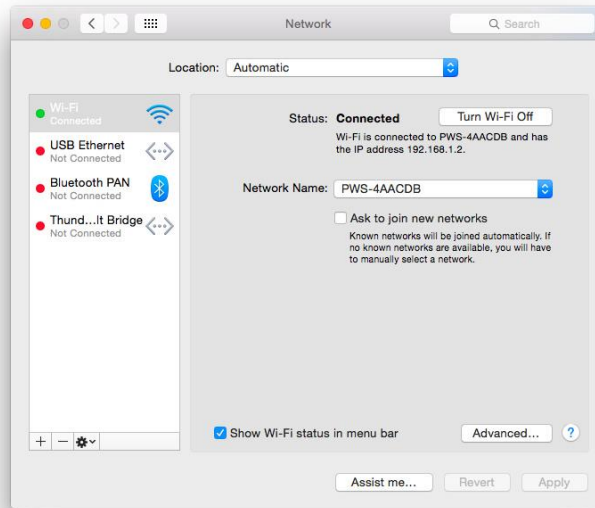 Network
Search
Location: Automatic
Wi-Fi
Connected
USB Ethernet
Not Connected
Bluetooth PAN
Not Connected
Thund...lt Bridge
Not Connected
Status: Connected
Turn Wi-Fi Off
Wi-Fi is connected to PWS-4AACDB and has
the IP address 192.168.1.2.
Network Name: PWS-4AACDB
Ask to join new networks
Known networks will be joined automatically. If
no known networks are available, you will have
to manually select a network.
Show Wi-Fi status in menu bar
Advanced...
?
Assist me...
Revert
Apply